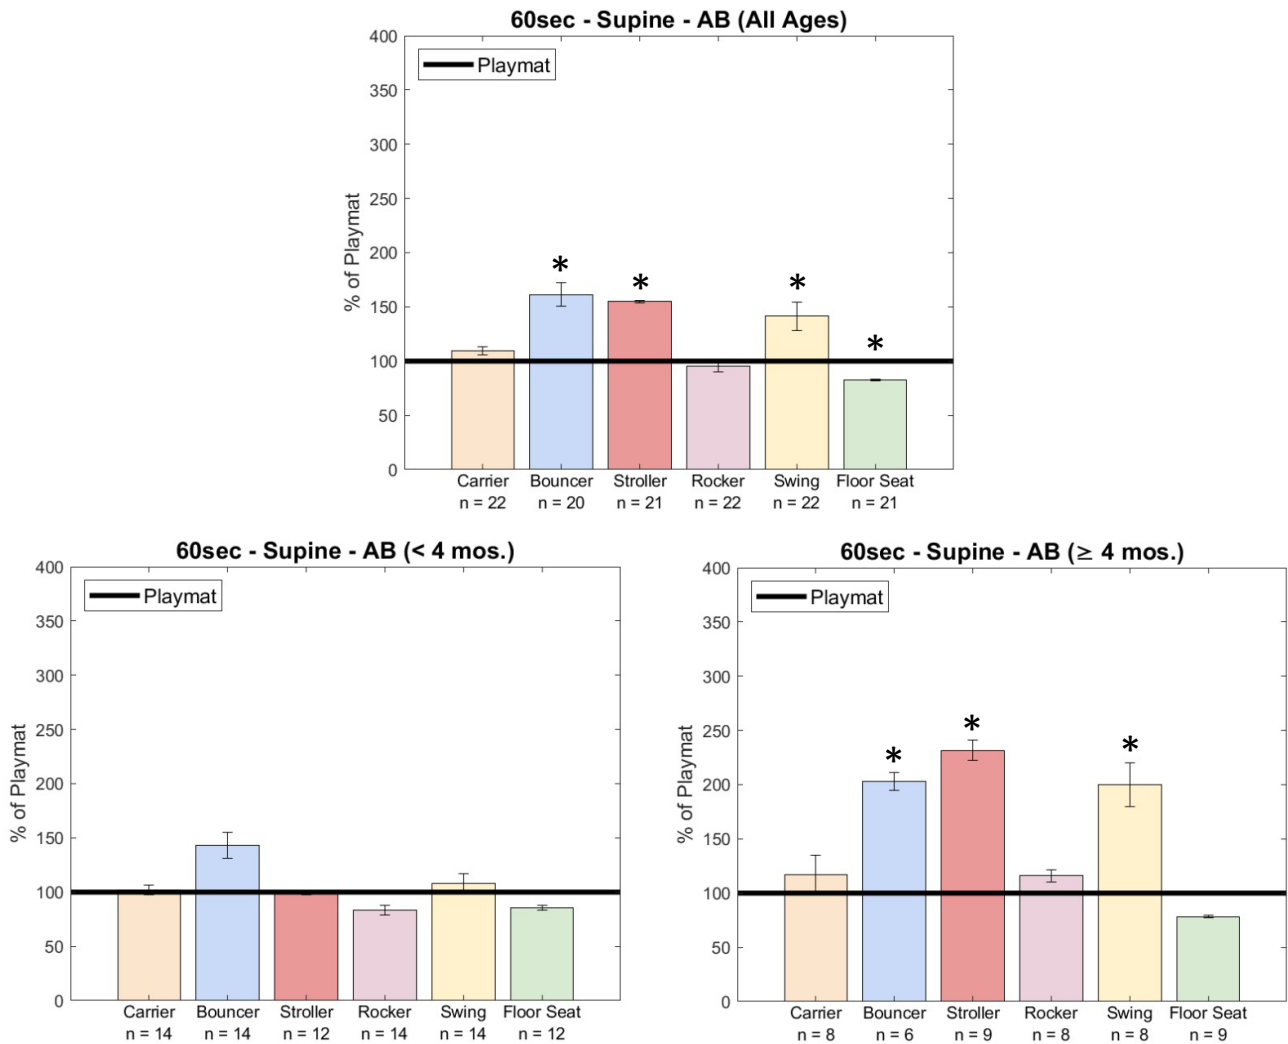 60sec - Supine - AB (All Ages)
400
350
300
250
200
150
100
50
0
% of Playmat
Playmat
*
*
*
*
Carrier Bouncer Stroller Rocker Swing Floor Seat
n = 22 n = 20 n = 21 n = 22 n = 22 n = 21
60sec - Supine - AB (< 4 mos.)
400
350
300
250
200
150
100
50
0
% of Playmat
Playmat
Carrier Bouncer Stroller Rocker Swing Floor Seat
n = 14 n = 14 n = 12 n = 14 n = 14 n = 12
60sec - Supine - AB (≥ 4 mos.)
400
350
300
250
200
150
100
50
0
% of Playmat
Playmat
*
*
*
Carrier Bouncer Stroller Rocker Swing Floor Seat
n = 8 n = 6 n = 9 n = 8 n = 8 n = 9